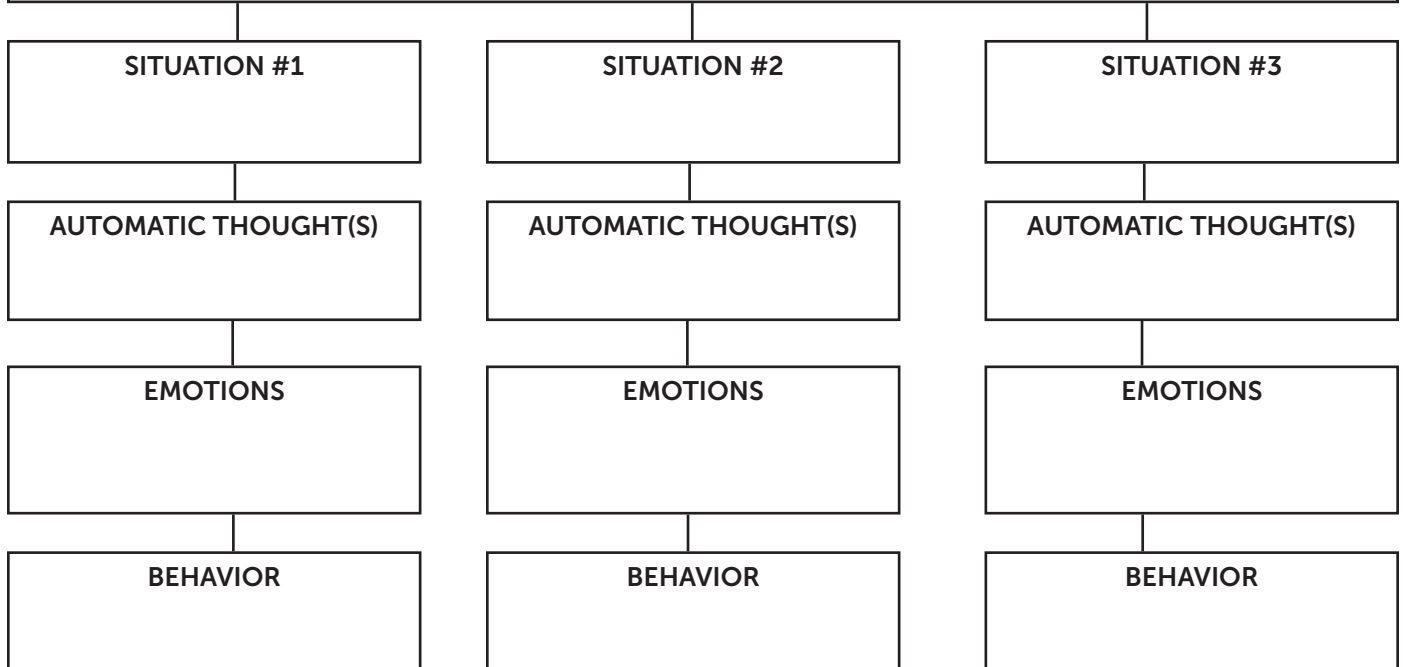 SITUATION #1
SITUATION #2
SITUATION #3
AUTOMATIC THOUGHT(S)
AUTOMATIC THOUGHT(S)
AUTOMATIC THOUGHT(S)
EMOTIONS
EMOTIONS
EMOTIONS
BEHAVIOR
BEHAVIOR
BEHAVIOR